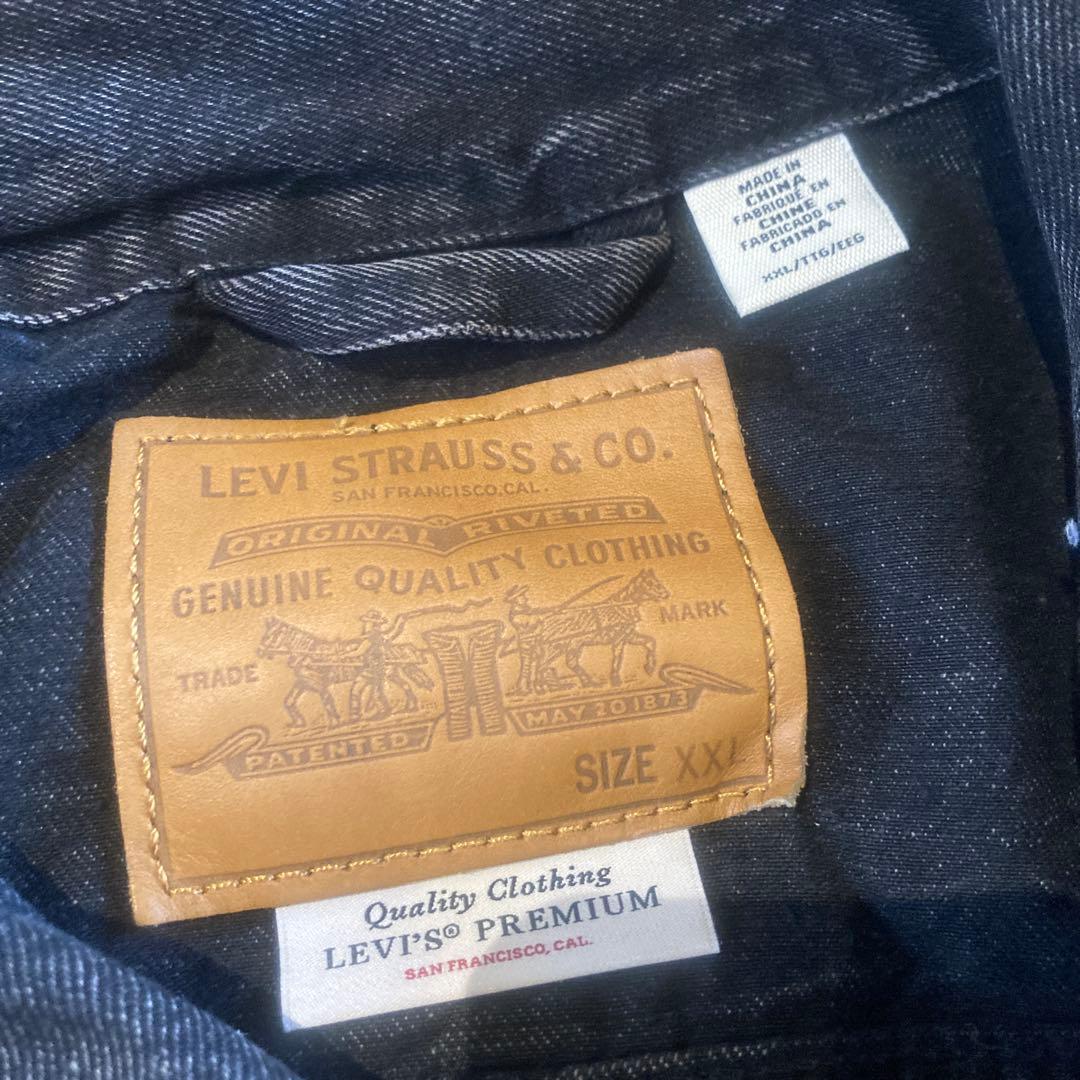 MADE IN
CHINA
FABRIQUE EN
CHINE
FABRICADO EN
CHINA
XXL/TTG/EEG
LEVI STRAUSS & CO.
SAN FRANCISCO, CAL.
ORIGINAL RIVETED
GENUINE QUALITY CLOTHING
TRADE MARK
PATENTED MAY 20 1873
SIZE XXL
Quality Clothing
LEVI'S® PREMIUM
SAN FRANCISCO, CAL.